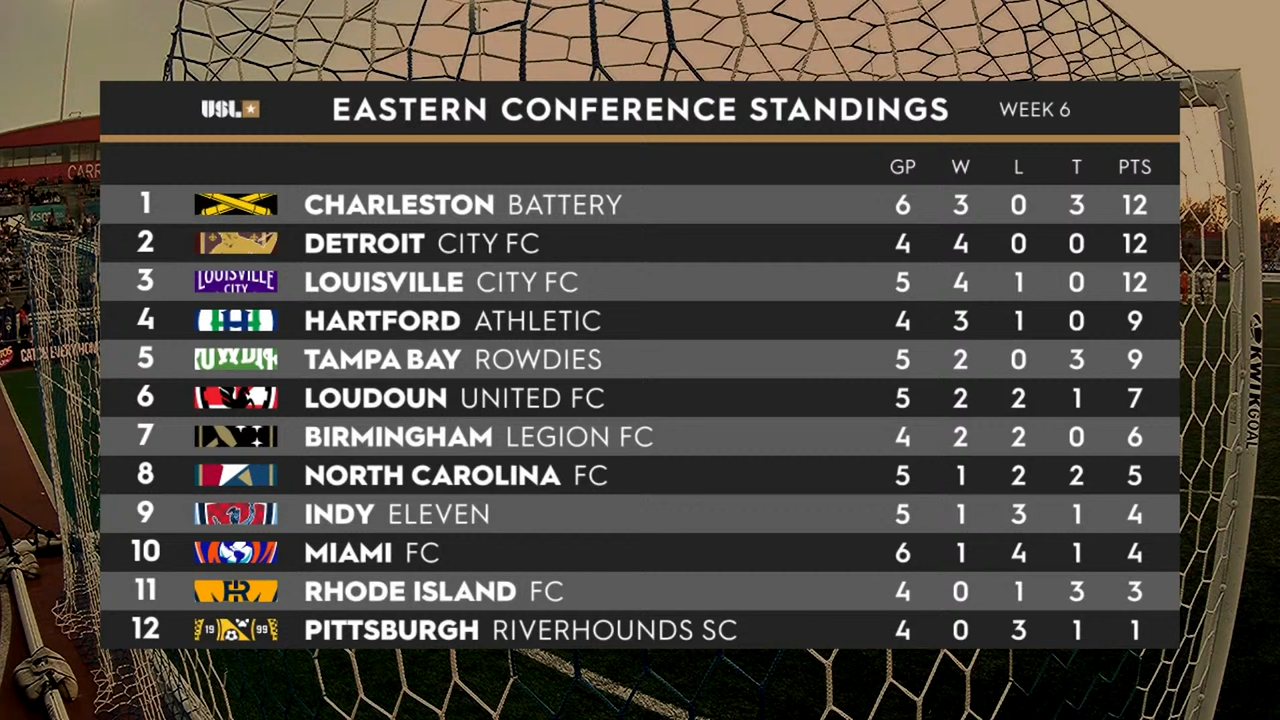 USL EASTERN CONFERENCE STANDINGS WEEK 6
GP W L T PTS
1 CHARLESTON BATTERY 6 3 0 3 12
2 DETROIT CITY FC 4 4 0 0 12
3 LOUISVILLE CITY LOUISVILLE CITY FC 5 4 1 0 12
4 HARTFORD ATHLETIC 4 3 1 0 9
5 TAMPA BAY ROWDIES 5 2 0 3 9
6 LOUDOUN UNITED FC 5 2 2 1 7
7 BIRMINGHAM LEGION FC 4 2 2 0 6
8 NORTH CAROLINA FC 5 1 2 2 5
9 INDY ELEVEN 5 1 3 1 4
10 MIAMI FC 6 1 4 1 4
11 RHODE ISLAND FC 4 0 1 3 3
12 19 99 PITTSBURGH RIVERHOUNDS SC 4 0 3 1 1
KWIKGOAL